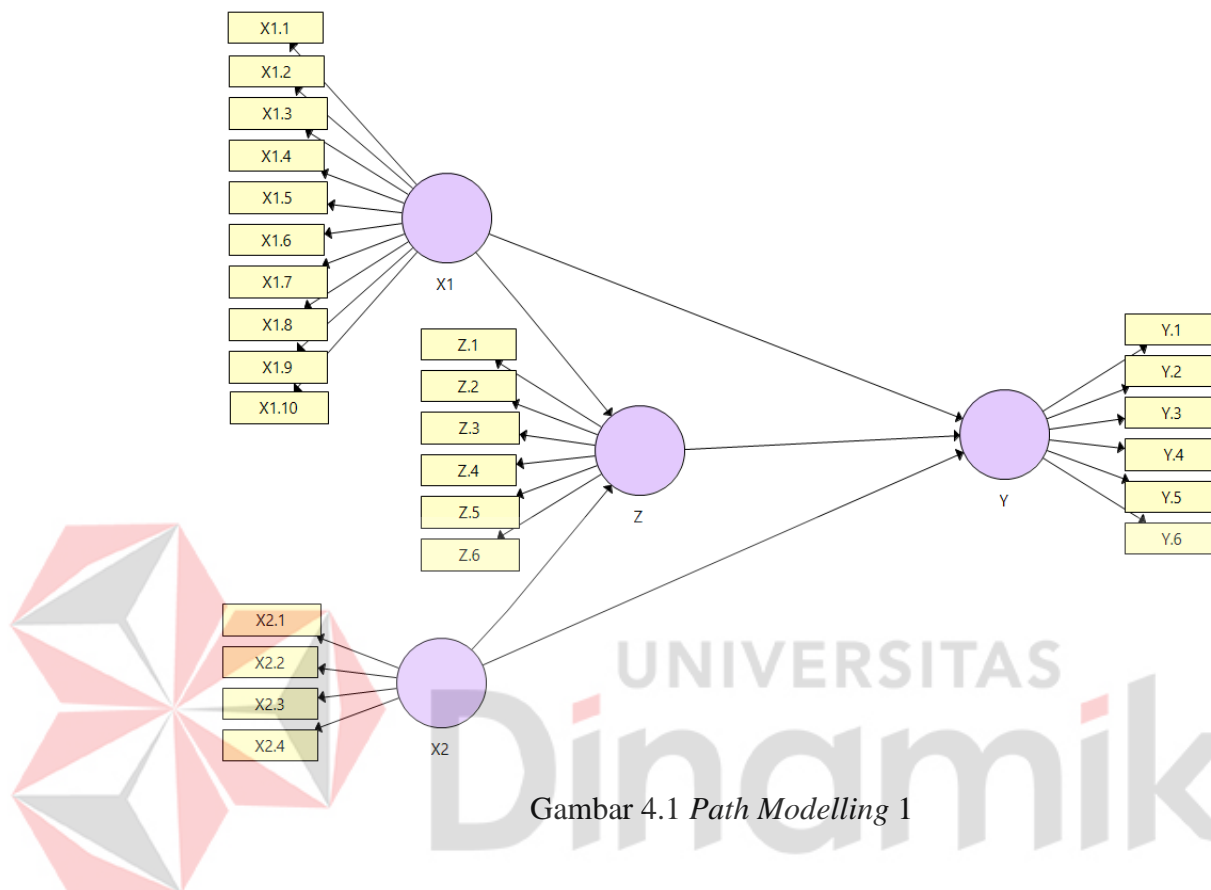 X1.1
X1.2
X1.3
X1.4
X1.5
X1.6
X1.7
X1.8
X1.9
X1.10
X1
Z.1
Z.2
Z.3
Z.4
Z.5
Z.6
Z
Y.1
Y.2
Y.3
Y.4
Y.5
Y.6
Y
X2.1
X2.2
X2.3
X2.4
X2
UNIVERSITAS
Dinamik
Gambar 4.1 Path Modelling 1